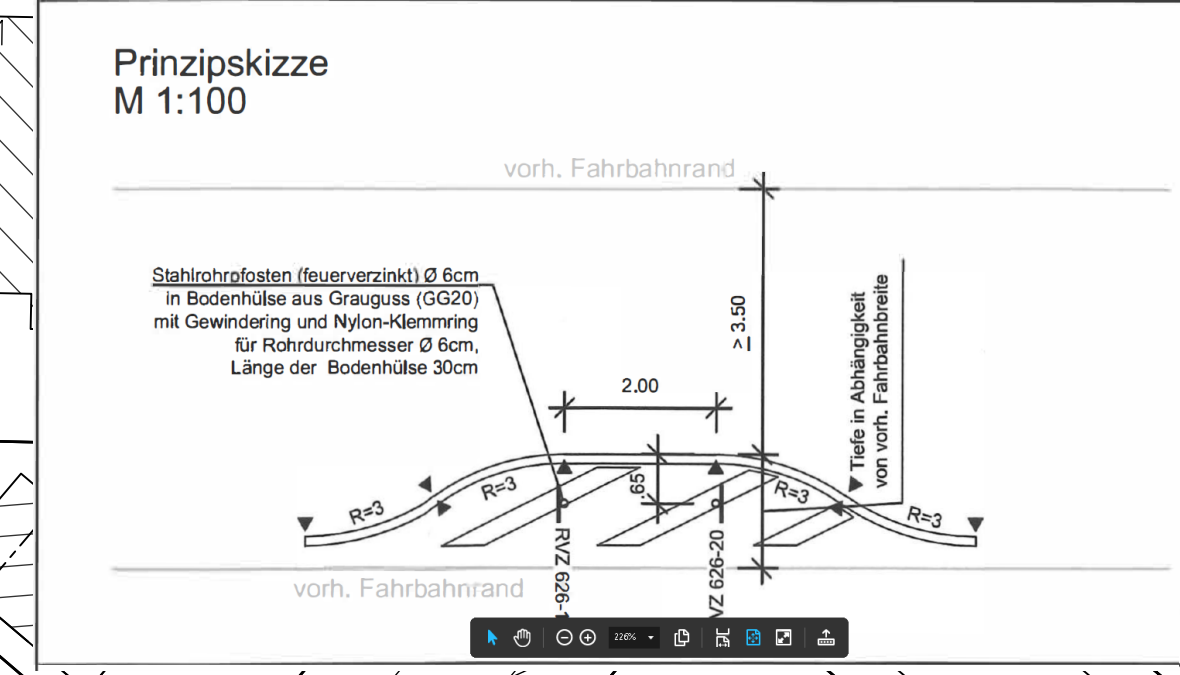 Prinzipskizze
M 1:100
vorh. Fahrbahnrand
Stahlrohrpfosten (feuerverzinkt) Ø 6cm
in Bodenhülse aus Grauguss (GG20)
mit Gewindering und Nylon-Klemmring
für Rohrdurchmesser Ø 6cm,
Länge der Bodenhülse 30cm
≥ 3.50
Tiefe in Abhängigkeit
von vorh. Fahrbahnbreite
2.00
.65
R=3
R=3
R=3
R=3
RVZ 626-1
VZ 626-20
vorh. Fahrbahnrand
226%